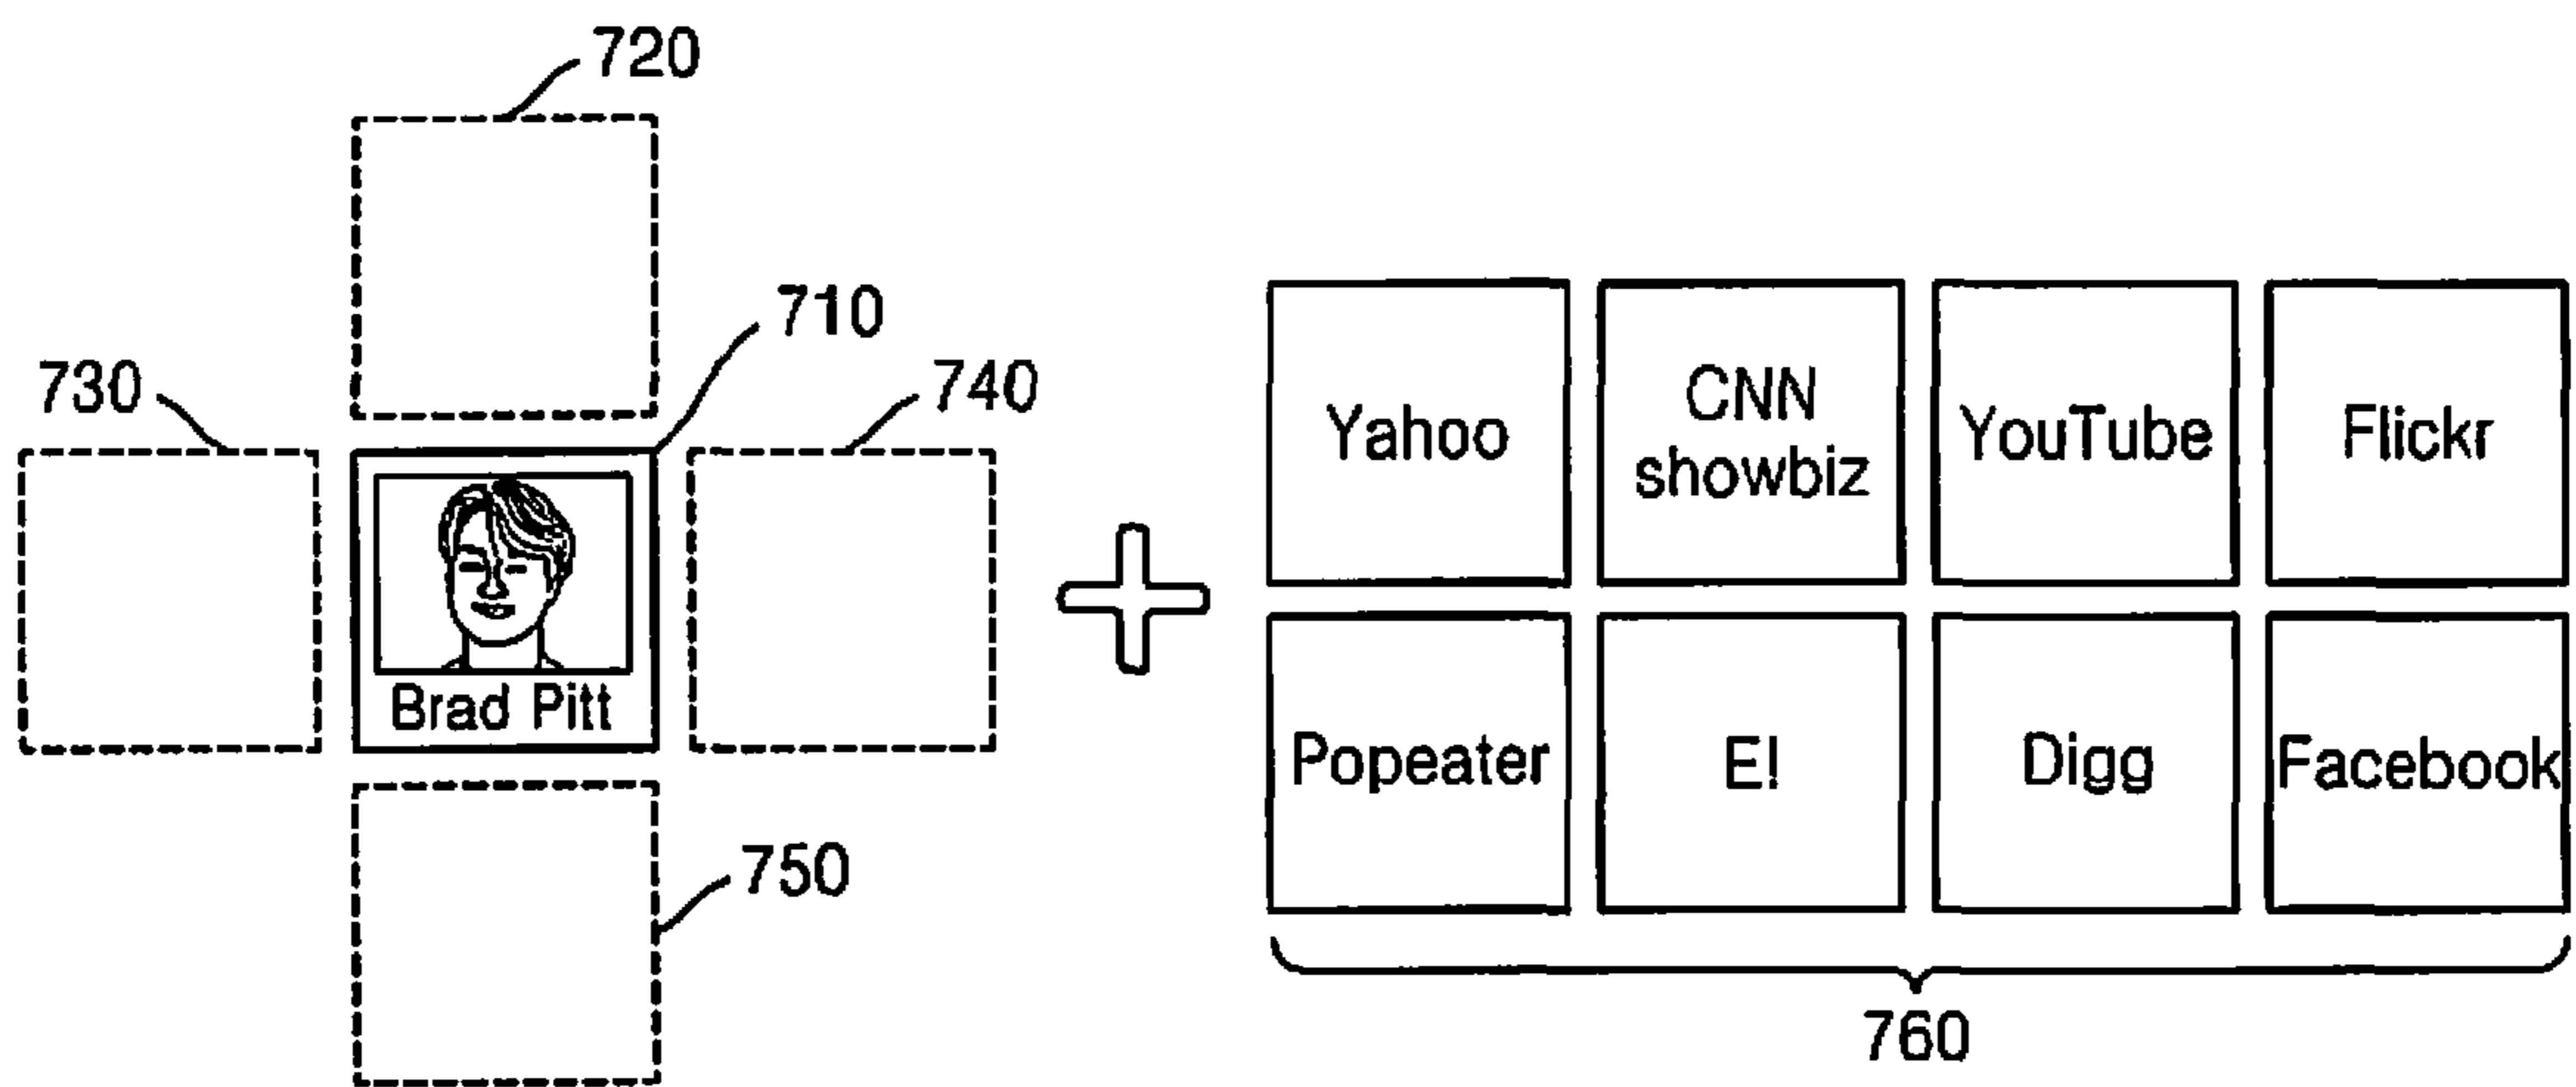 720
710
730
740
Brad Pitt
750
Yahoo
CNN
showbiz
YouTube
Flickr
Popeater
E!
Digg
Facebook
760